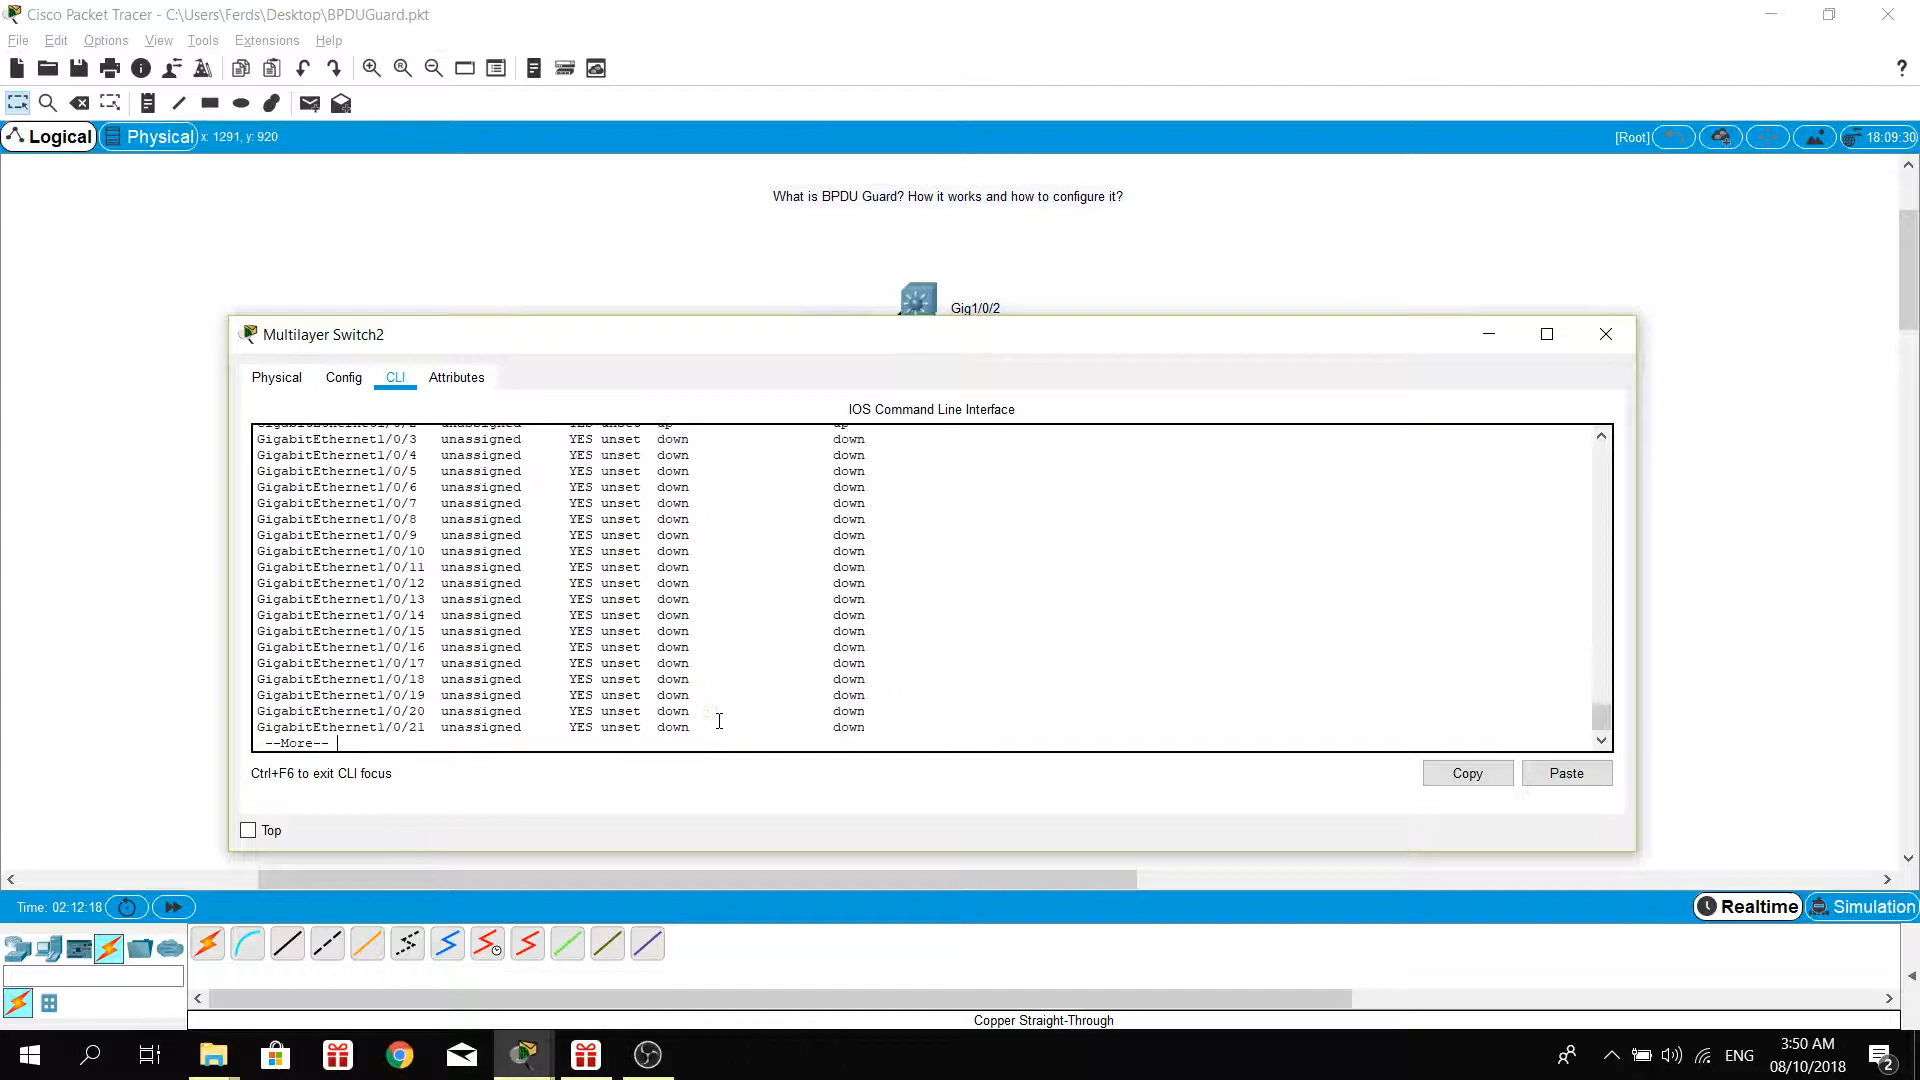 Cisco Packet Tracer - C:\Users\Ferds\Desktop\BPDUGuard.pkt
File Edit Options View Tools Extensions Help
Logical Physical x: 1291, y: 920 [Root] 18:09:30
What is BPDU Guard? How it works and how to configure it?
Gig1/0/2
Multilayer Switch2
Physical Config CLI Attributes
IOS Command Line Interface
GigabitEthernet1/0/2 unassigned YES unset up up
GigabitEthernet1/0/3 unassigned YES unset down down
GigabitEthernet1/0/4 unassigned YES unset down down
GigabitEthernet1/0/5 unassigned YES unset down down
GigabitEthernet1/0/6 unassigned YES unset down down
GigabitEthernet1/0/7 unassigned YES unset down down
GigabitEthernet1/0/8 unassigned YES unset down down
GigabitEthernet1/0/9 unassigned YES unset down down
GigabitEthernet1/0/10 unassigned YES unset down down
GigabitEthernet1/0/11 unassigned YES unset down down
GigabitEthernet1/0/12 unassigned YES unset down down
GigabitEthernet1/0/13 unassigned YES unset down down
GigabitEthernet1/0/14 unassigned YES unset down down
GigabitEthernet1/0/15 unassigned YES unset down down
GigabitEthernet1/0/16 unassigned YES unset down down
GigabitEthernet1/0/17 unassigned YES unset down down
GigabitEthernet1/0/18 unassigned YES unset down down
GigabitEthernet1/0/19 unassigned YES unset down down
GigabitEthernet1/0/20 unassigned YES unset down down
GigabitEthernet1/0/21 unassigned YES unset down down
--More--
Ctrl+F6 to exit CLI focus Copy Paste
Top
Time: 02:12:18 Realtime Simulation
Copper Straight-Through
ENG 3:50 AM
08/10/2018 2